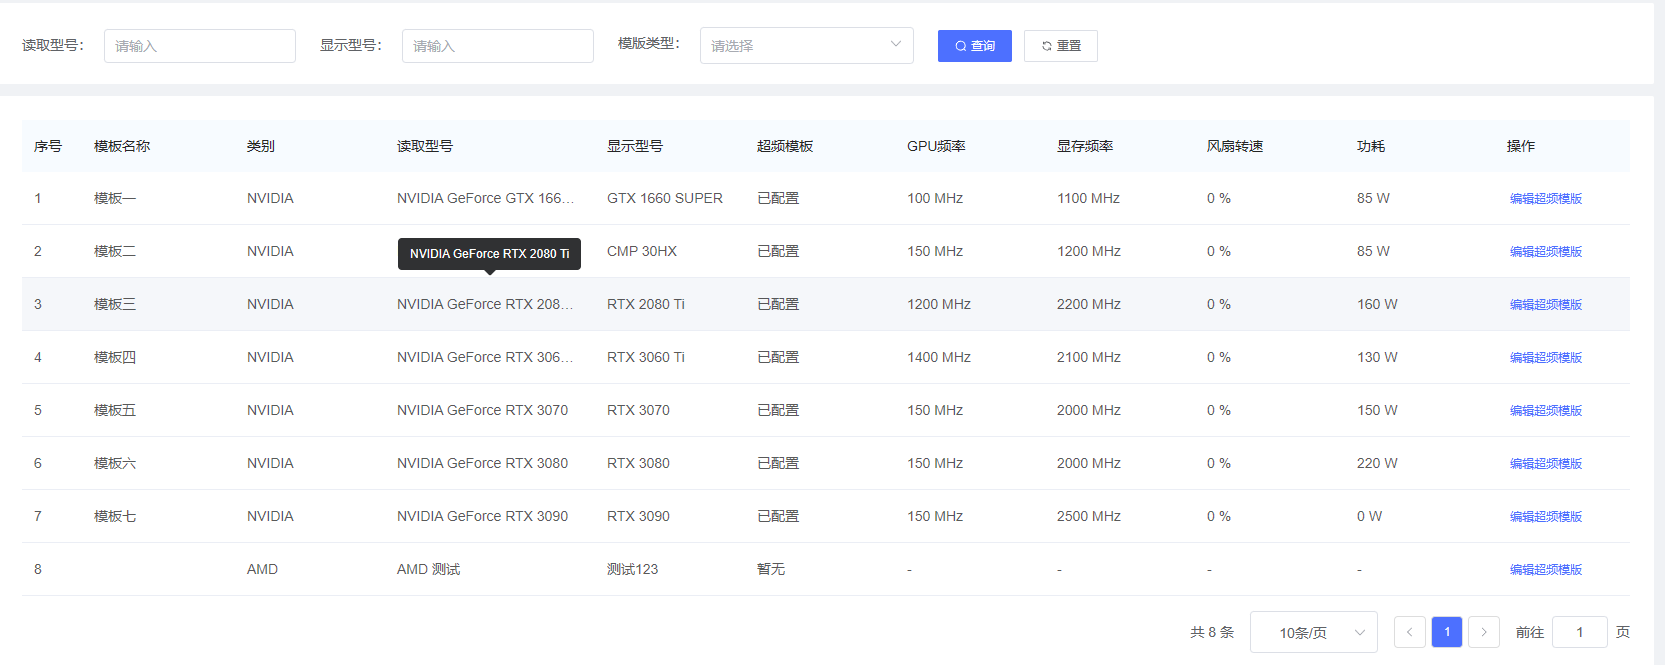 读取型号： 请输入 显示型号： 请输入 模版类型： 请选择 查询 重置
序号 模板名称 类别 读取型号 显示型号 超频模板 GPU频率 显存频率 风扇转速 功耗 操作
1 模板一 NVIDIA NVIDIA GeForce GTX 166... GTX 1660 SUPER 已配置 100 MHz 1100 MHz 0 % 85 W 编辑超频模版
2 模板二 NVIDIA NVIDIA GeForce RTX 2080 Ti CMP 30HX 已配置 150 MHz 1200 MHz 0 % 85 W 编辑超频模版
3 模板三 NVIDIA NVIDIA GeForce RTX 208... RTX 2080 Ti 已配置 1200 MHz 2200 MHz 0 % 160 W 编辑超频模版
4 模板四 NVIDIA NVIDIA GeForce RTX 306... RTX 3060 Ti 已配置 1400 MHz 2100 MHz 0 % 130 W 编辑超频模版
5 模板五 NVIDIA NVIDIA GeForce RTX 3070 RTX 3070 已配置 150 MHz 2000 MHz 0 % 150 W 编辑超频模版
6 模板六 NVIDIA NVIDIA GeForce RTX 3080 RTX 3080 已配置 150 MHz 2000 MHz 0 % 220 W 编辑超频模版
7 模板七 NVIDIA NVIDIA GeForce RTX 3090 RTX 3090 已配置 150 MHz 2500 MHz 0 % 0 W 编辑超频模版
8 AMD AMD 测试 测试123 暂无 - - - - 编辑超频模版
共 8 条 10条/页 1 前往 1 页